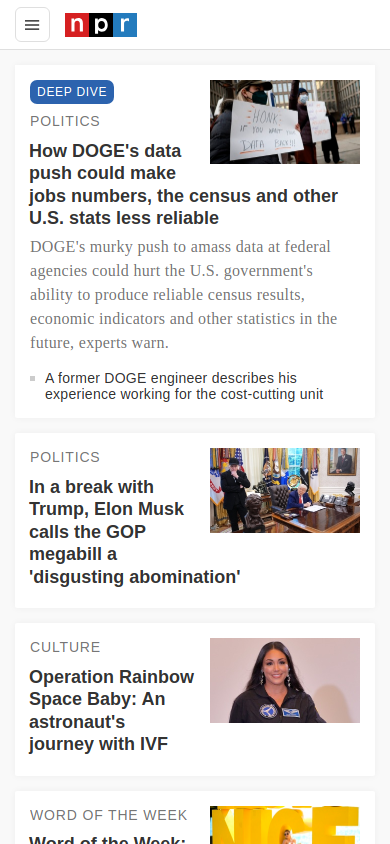 npr
DEEP DIVE
POLITICS
How DOGE's data
push could make
jobs numbers, the census and other
U.S. stats less reliable
DOGE's murky push to amass data at federal
agencies could hurt the U.S. government's
ability to produce reliable census results,
economic indicators and other statistics in the
future, experts warn.
A former DOGE engineer describes his
experience working for the cost-cutting unit
HONK
IF YOU WANT YOUR
DATA BACK!!!
POLITICS
In a break with
Trump, Elon Musk
calls the GOP
megabill a
'disgusting abomination'
CULTURE
Operation Rainbow
Space Baby: An
astronaut's
journey with IVF
WORD OF THE WEEK
Word of the Week:
NICE